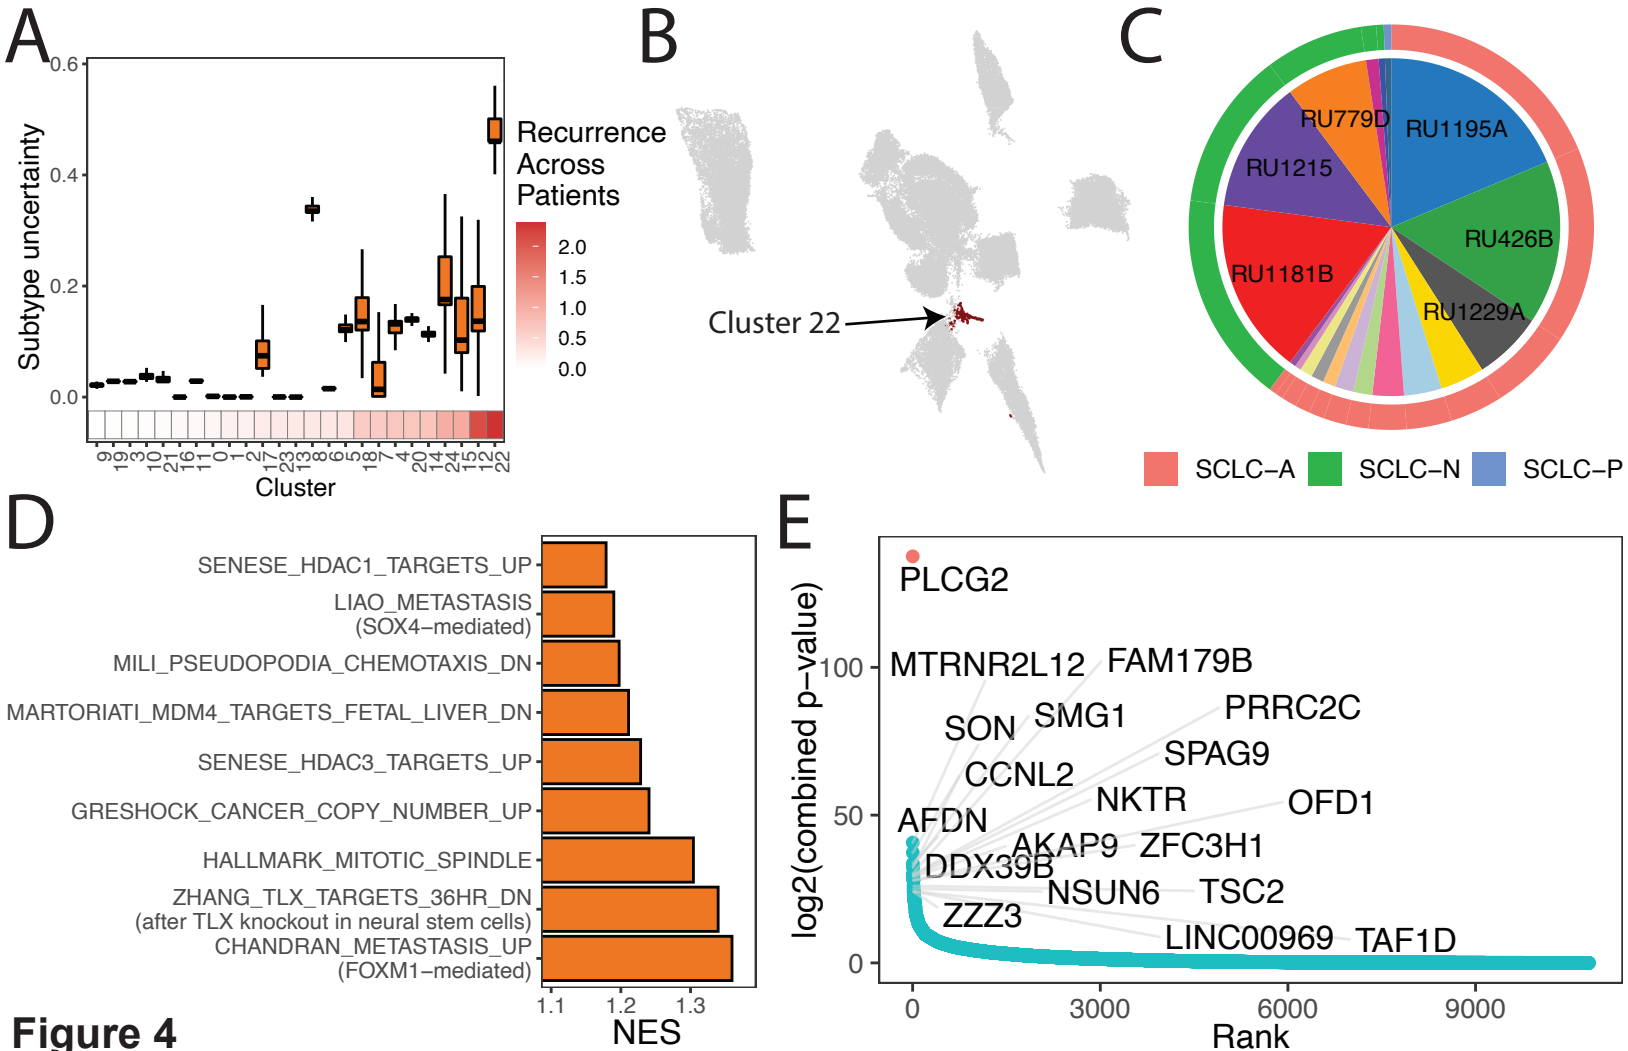 A
Subtype uncertainty
0.6
0.4
0.2
0.0
9
19
3
10
21
16
11
0
1
2
17
23
13
8
6
5
18
7
4
20
14
24
15
12
22
Cluster
Recurrence
Across
Patients
2.0
1.5
1.0
0.5
0.0
B
Cluster 22
C
RU779D
RU1195A
RU1215
RU426B
RU1181B
RU1229A
SCLC−A
SCLC−N
SCLC−P
D
SENESE_HDAC1_TARGETS_UP
LIAO_METASTASIS
(SOX4−mediated)
MILI_PSEUDOPODIA_CHEMOTAXIS_DN
MARTORIATI_MDM4_TARGETS_FETAL_LIVER_DN
SENESE_HDAC3_TARGETS_UP
GRESHOCK_CANCER_COPY_NUMBER_UP
HALLMARK_MITOTIC_SPINDLE
ZHANG_TLX_TARGETS_36HR_DN
(after TLX knockout in neural stem cells)
CHANDRAN_METASTASIS_UP
(FOXM1−mediated)
1.1
1.2
1.3
NES
E
log2(combined p−value)
100
50
0
PLCG2
MTRNR2L12
FAM179B
SON
SMG1
PRRC2C
SPAG9
CCNL2
NKTR
OFD1
AFDN
AKAP9
ZFC3H1
DDX39B
NSUN6
TSC2
ZZZ3
LINC00969
TAF1D
0
3000
6000
9000
Rank
Figure 4